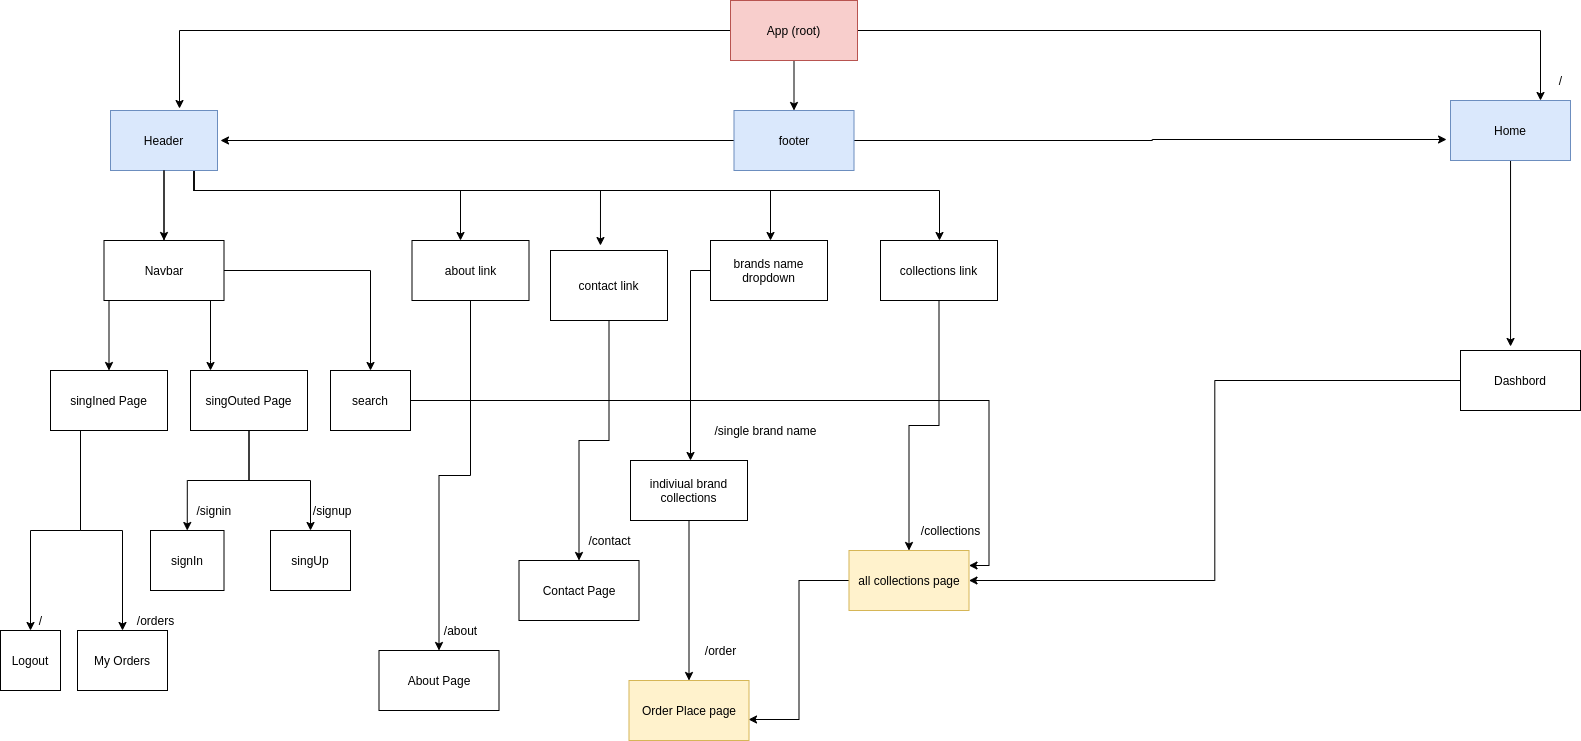 App (root)
/
Header
footer
Home
Navbar
about link
contact link
brands name
dropdown
collections link
singIned Page
singOuted Page
search
Dashbord
/single brand name
indiviual brand
collections
/signin
/signup
/contact
/collections
signIn
singUp
Contact Page
all collections page
/
/orders
/about
/order
Logout
My Orders
About Page
Order Place page